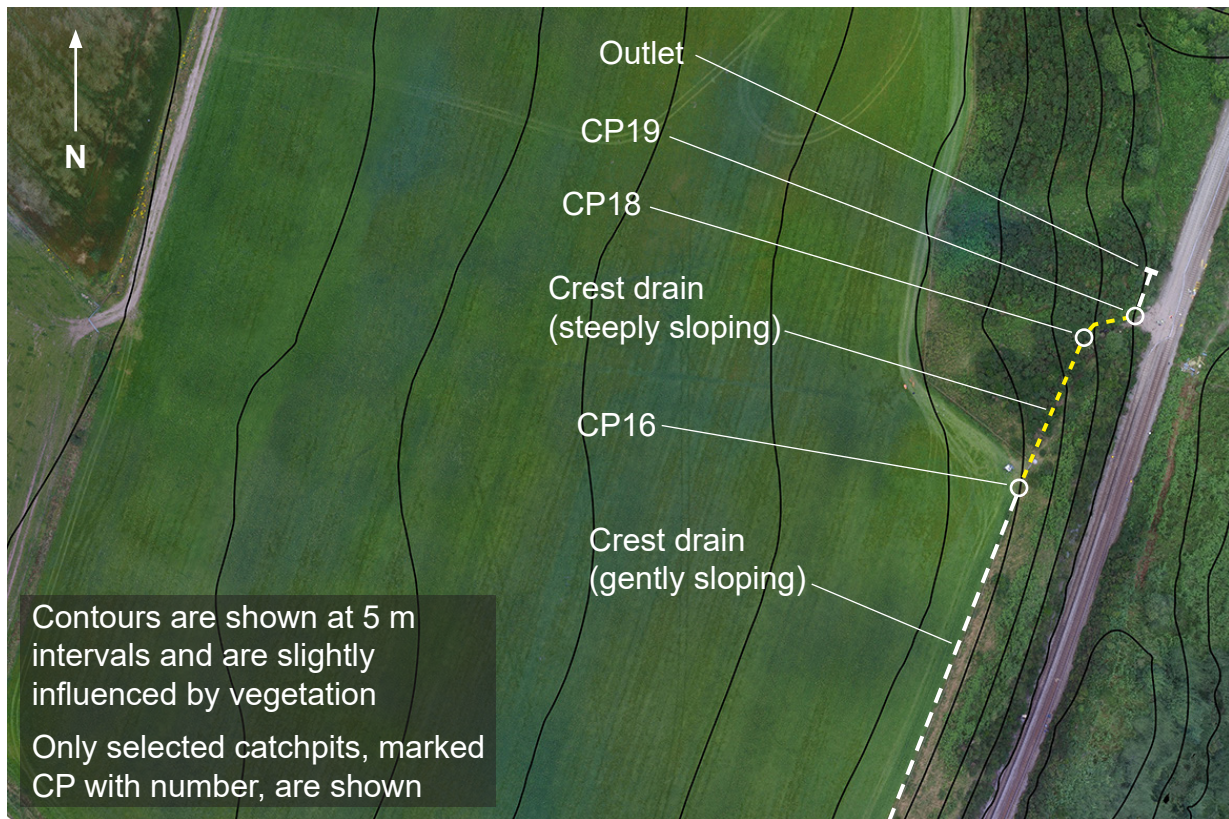 Outlet
CP19
CP18
Crest drain
(steeply sloping)
CP16
Crest drain
(gently sloping)
N
Contours are shown at 5 m
intervals and are slightly
influenced by vegetation
Only selected catchpits, marked
CP with number, are shown